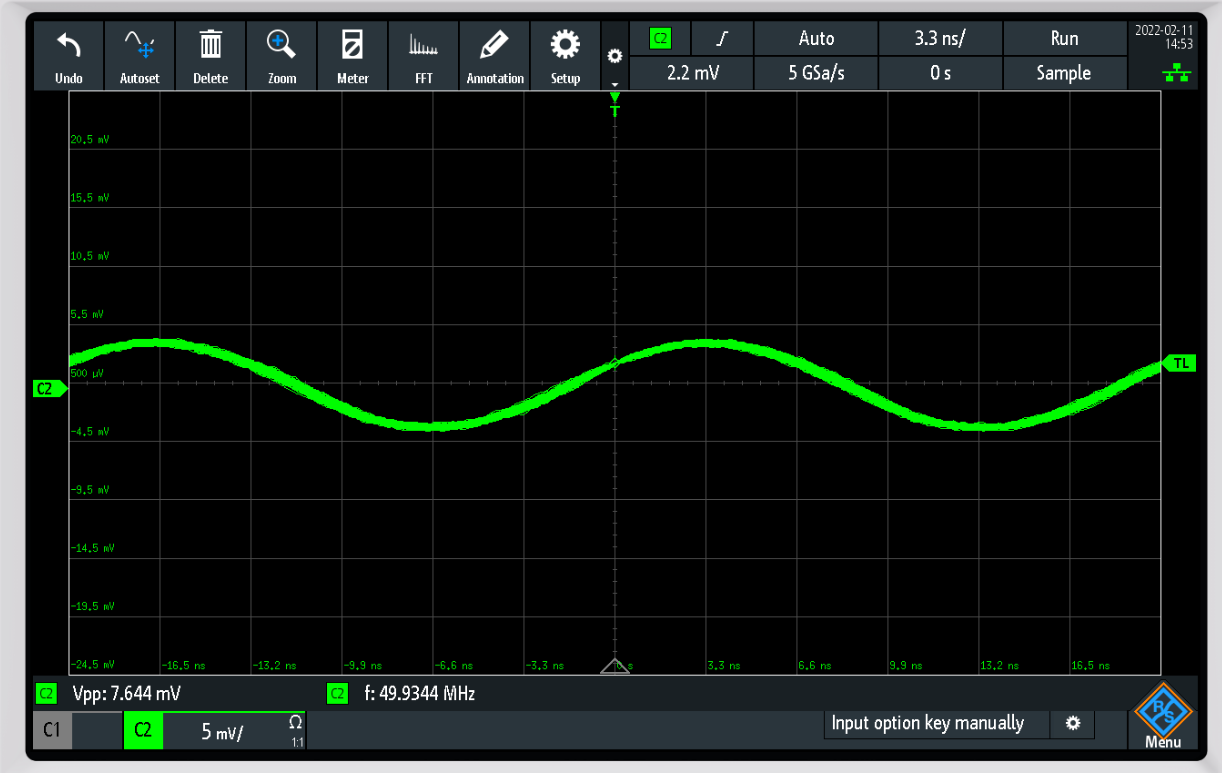 Undo
Autoset
Delete
Zoom
Meter
FFT
Annotation
Setup
C2
Auto
3.3 ns/
Run
2.2 mV
5 GSa/s
0 s
Sample
2022-02-11
14:53
T
20.5 mV
15.5 mV
10.5 mV
5.5 mV
500 µV
-4.5 mV
-9.5 mV
-14.5 mV
-19.5 mV
-24.5 mV
C2
TL
-16.5 ns
-13.2 ns
-9.9 ns
-6.6 ns
-3.3 ns
0 s
3.3 ns
6.6 ns
9.9 ns
13.2 ns
16.5 ns
C2 Vpp: 7.644 mV
C2 f: 49.9344 MHz
C1
C2
5 mV/
Ω
1:1
Input option key manually
R&S
Menu